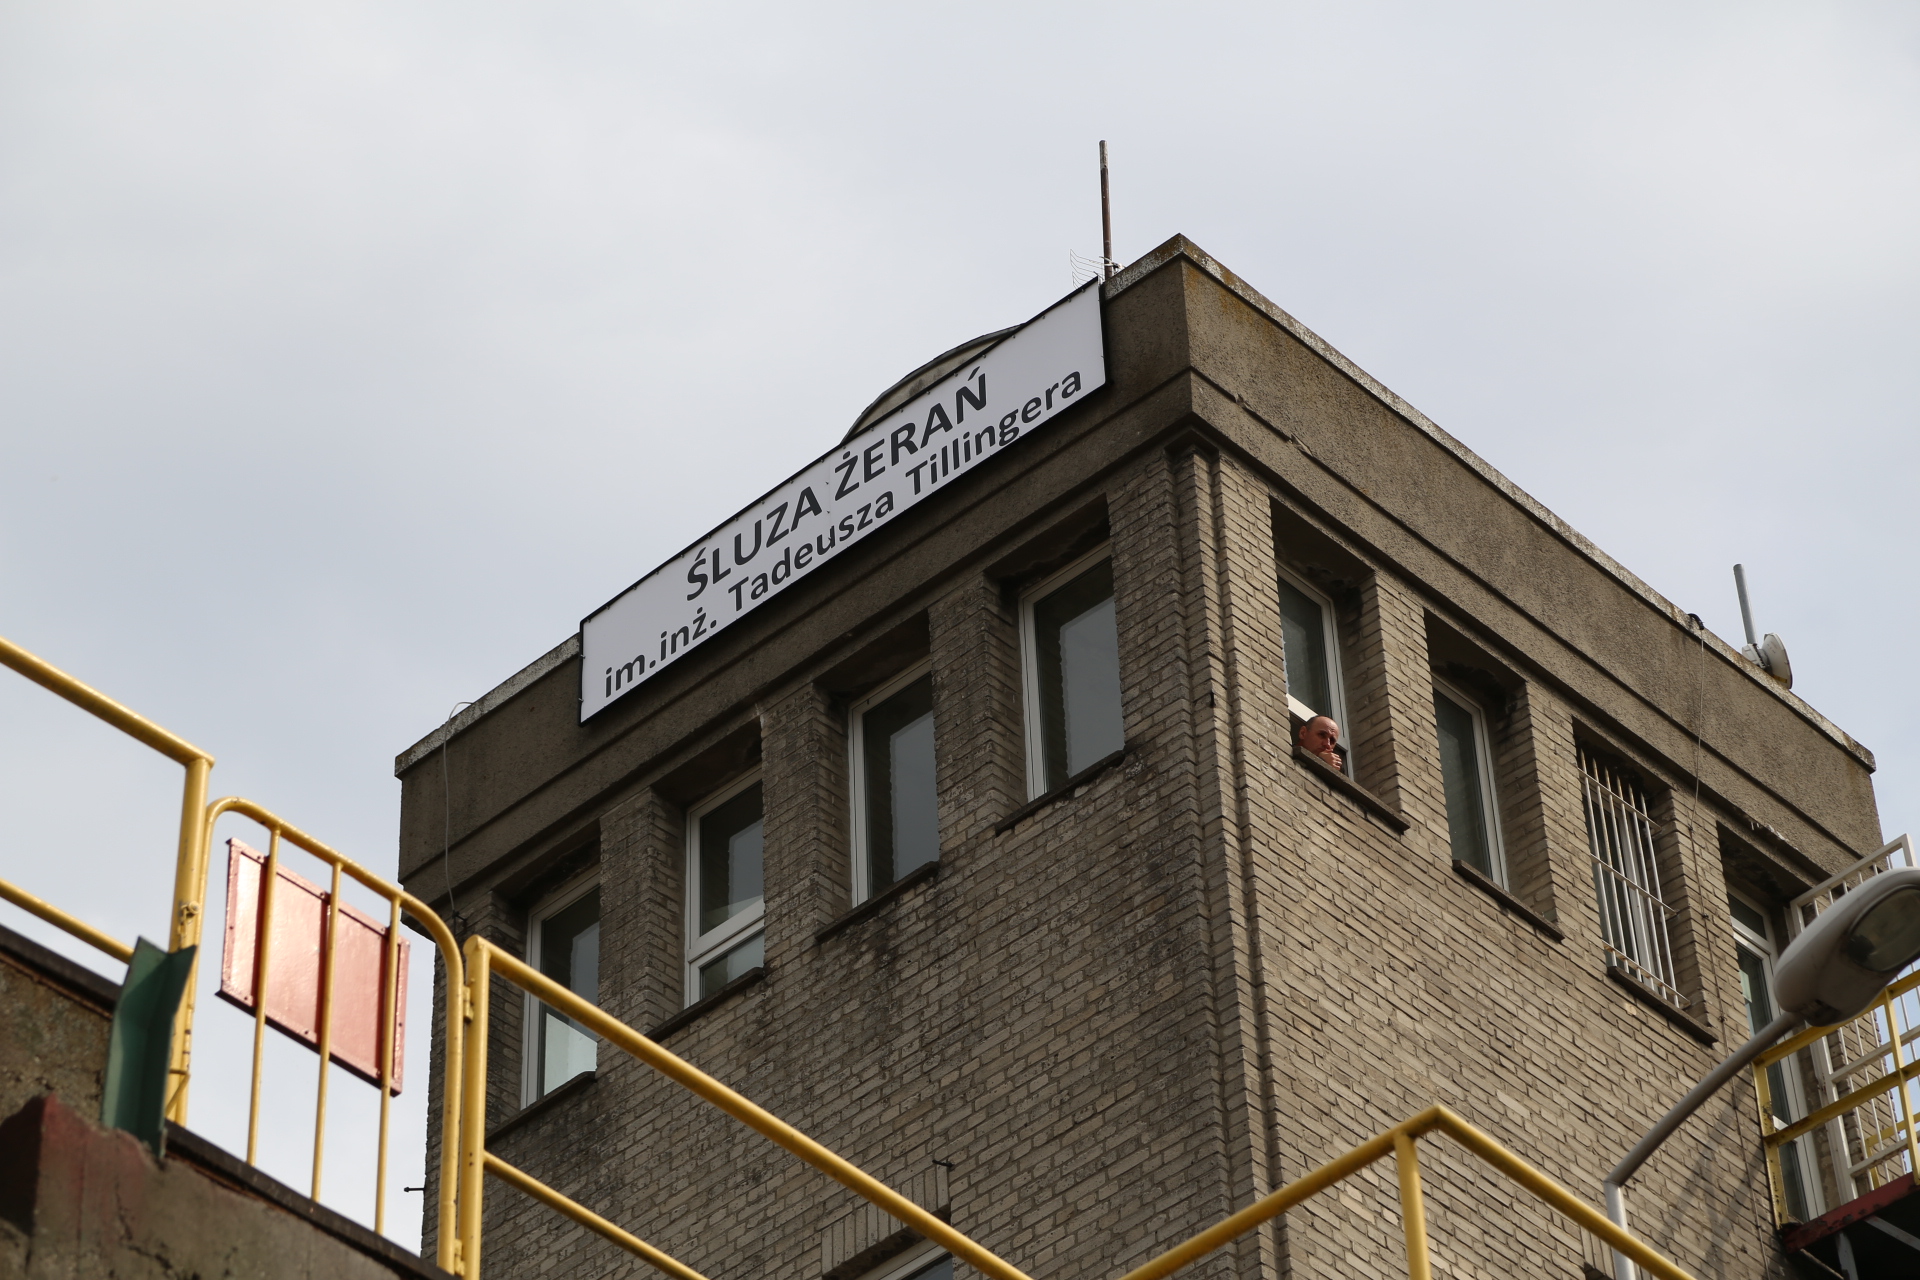 ŚLUZA ŻERAŃ
im.inż. Tadeusza Tillingera